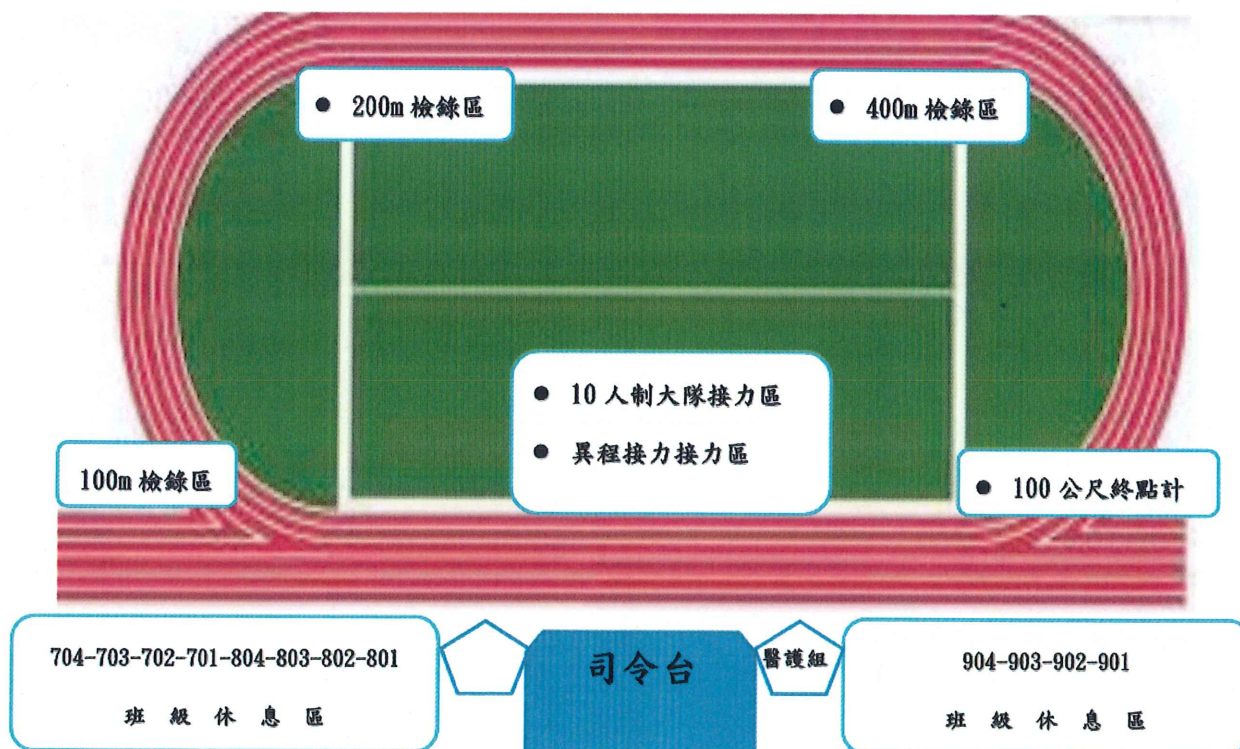 ● 200m 檢錄區
● 400m 檢錄區
● 10 人制大隊接力區
● 異程接力接力區
100m 檢錄區
● 100 公尺終點計
704-703-702-701-804-803-802-801
班 級 休 息 區
司令台
醫護組
904-903-902-901
班 級 休 息 區